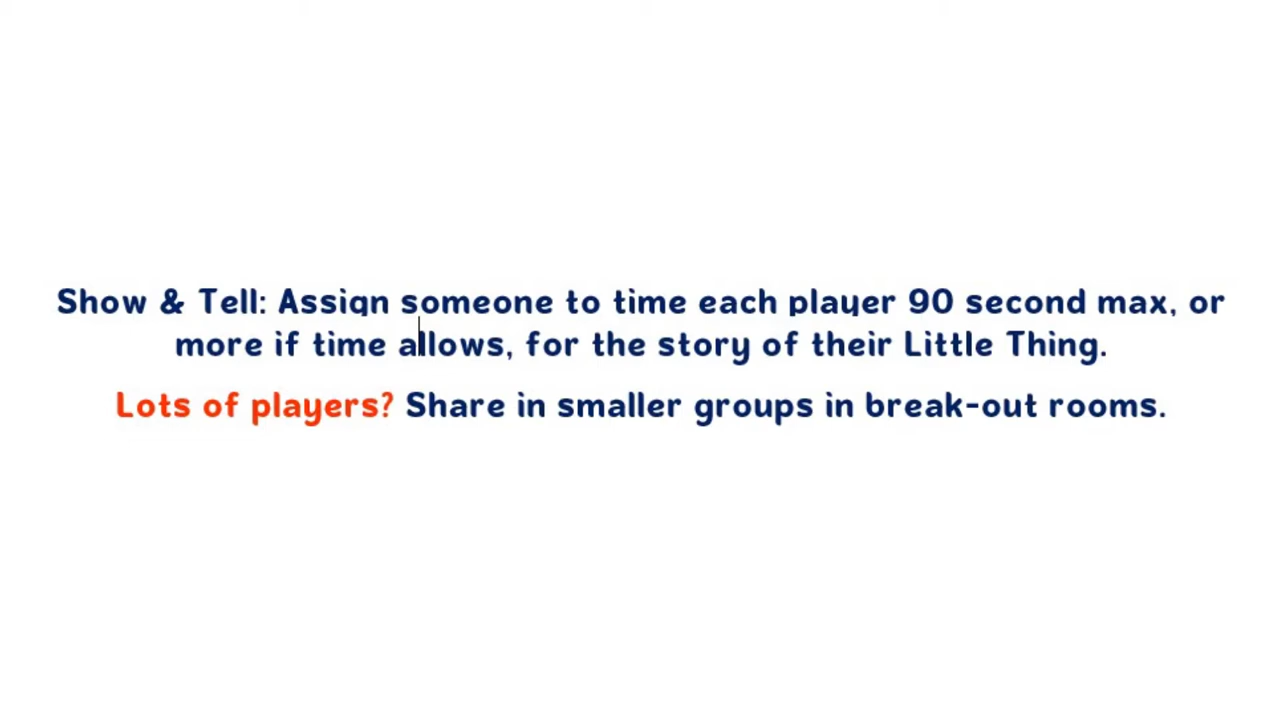 Show & Tell: Assign someone to time each player 90 second max, or
more if time allows, for the story of their Little Thing.
Lots of players? Share in smaller groups in break-out rooms.